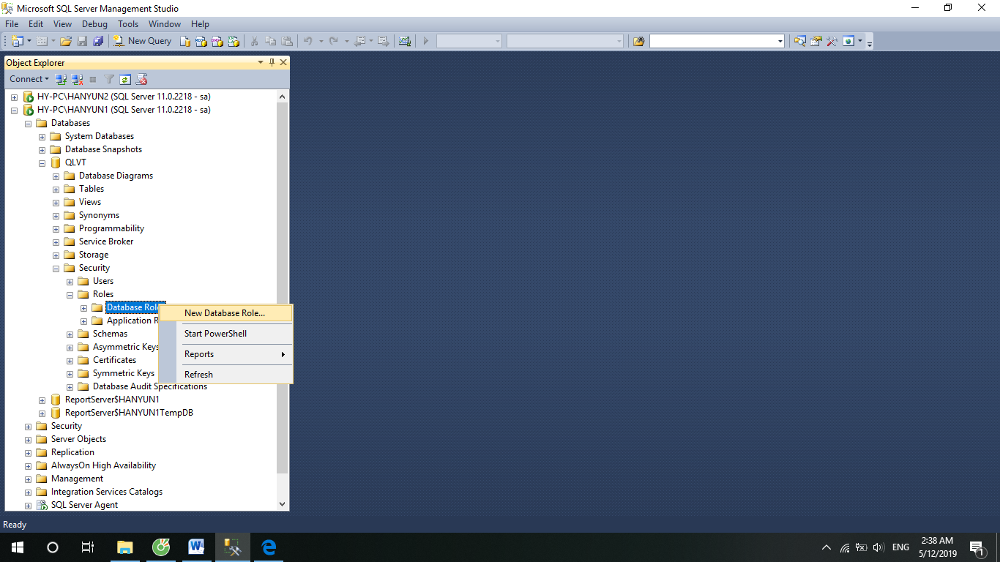 Microsoft SQL Server Management Studio
File Edit View Debug Tools Window Help
New Query
Object Explorer
Connect
HY-PC\HANYUN2 (SQL Server 11.0.2218 - sa)
HY-PC\HANYUN1 (SQL Server 11.0.2218 - sa)
Databases
System Databases
Database Snapshots
QLVT
Database Diagrams
Tables
Views
Synonyms
Programmability
Service Broker
Storage
Security
Users
Roles
Database Role
New Database Role...
Application R
Schemas
Start PowerShell
Asymmetric Keys
Reports
Certificates
Symmetric Keys
Refresh
Database Audit Specifications
ReportServer$HANYUN1
ReportServer$HANYUN1TempDB
Security
Server Objects
Replication
AlwaysOn High Availability
Management
Integration Services Catalogs
SQL Server Agent
Ready
ENG
2:38 AM
5/12/2019
1